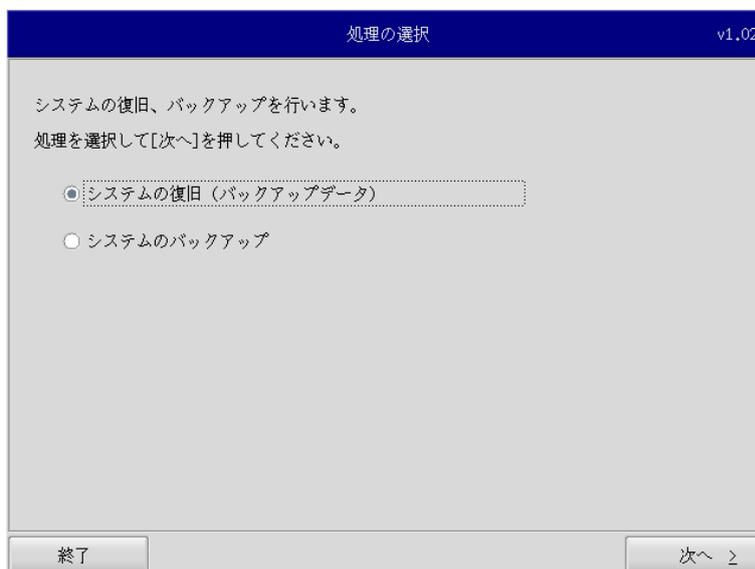 処理の選択
v1.02
システムの復旧、バックアップを行います。
処理を選択して[次へ]を押してください。
システムの復旧（バックアップデータ）
システムのバックアップ
終了
次へ >